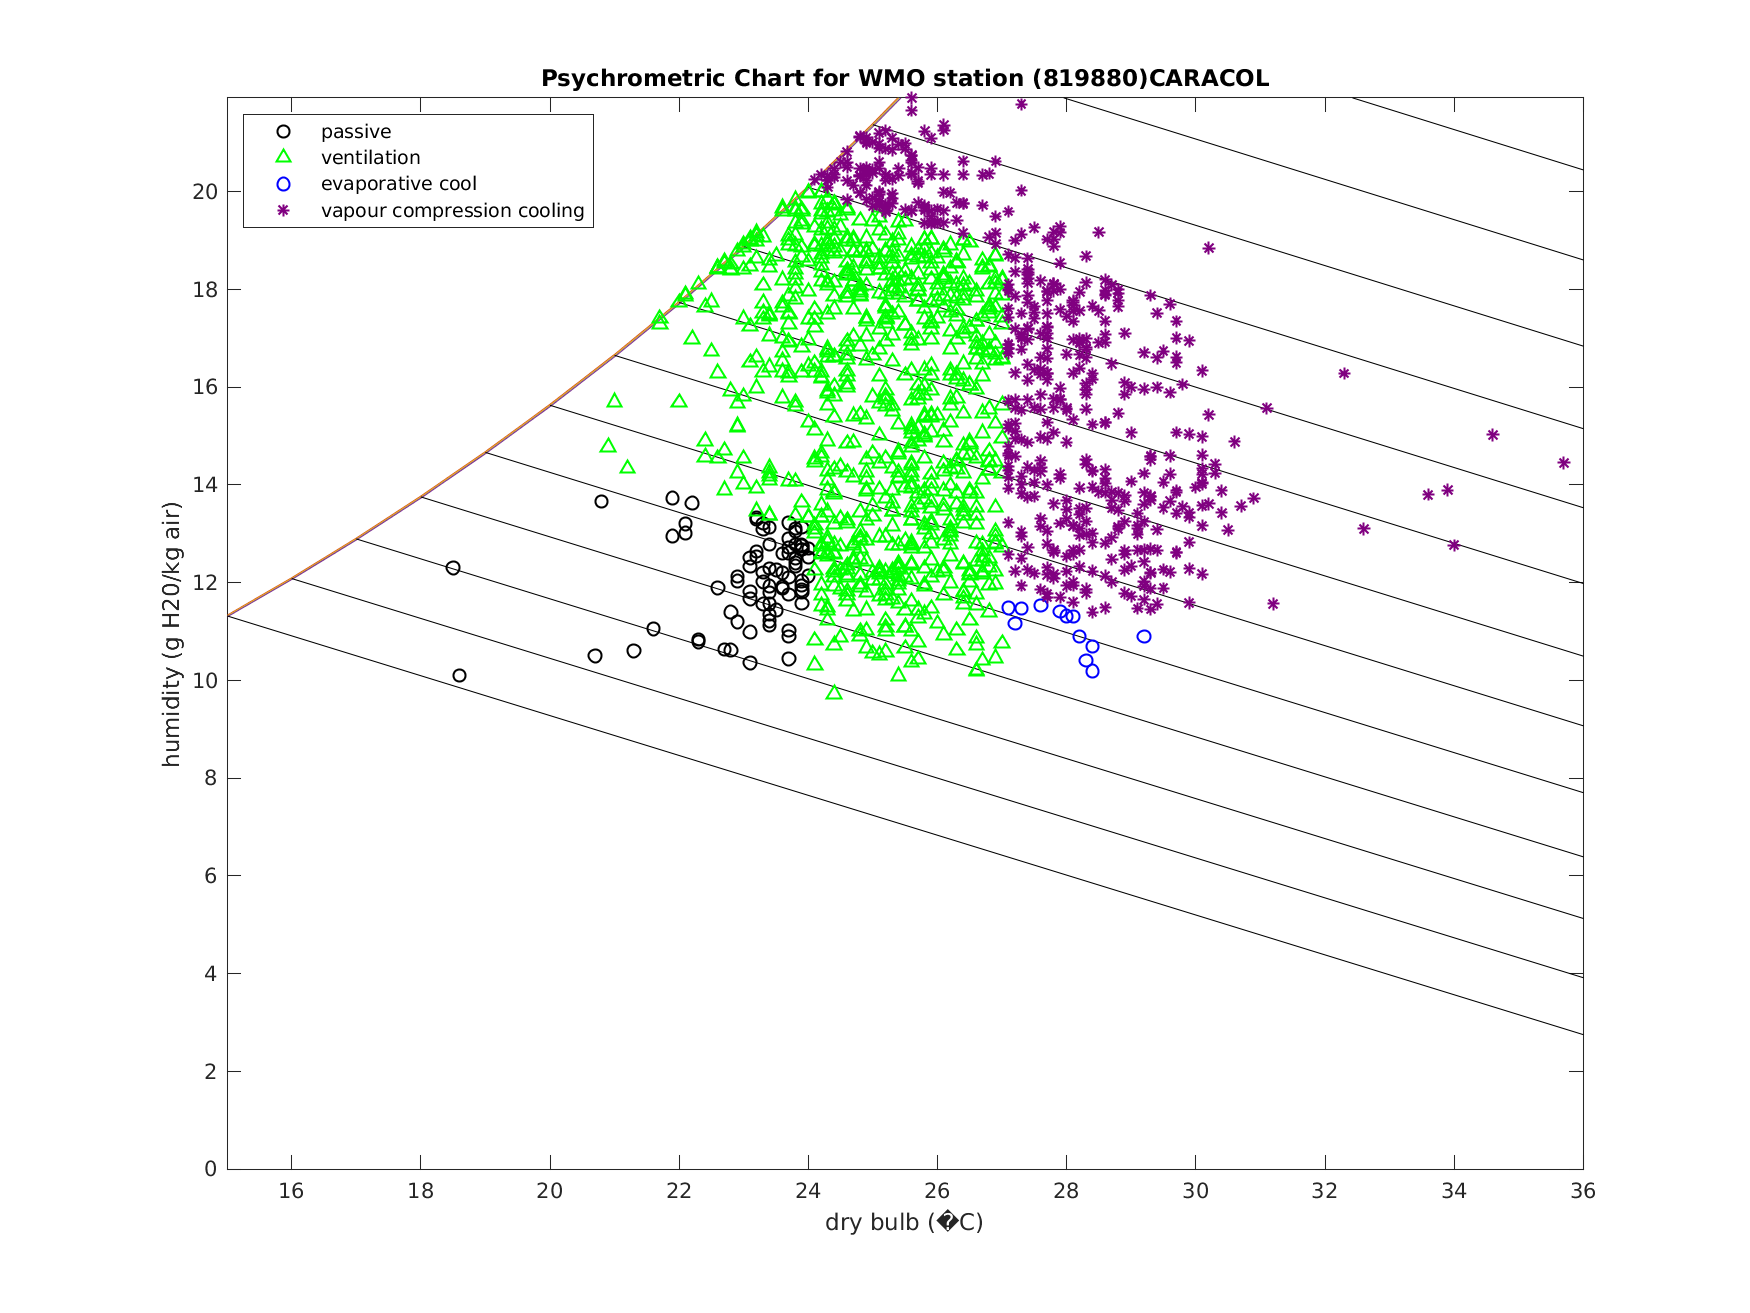 Psychrometric Chart for WMO station (819880)CARACOL
passive
ventilation
evaporative cool
vapour compression cooling
humidity (g H20/kg air)
20
18
16
14
12
10
8
6
4
2
0
16 18 20 22 24 26 28 30 32 34 36
dry bulb (�C)